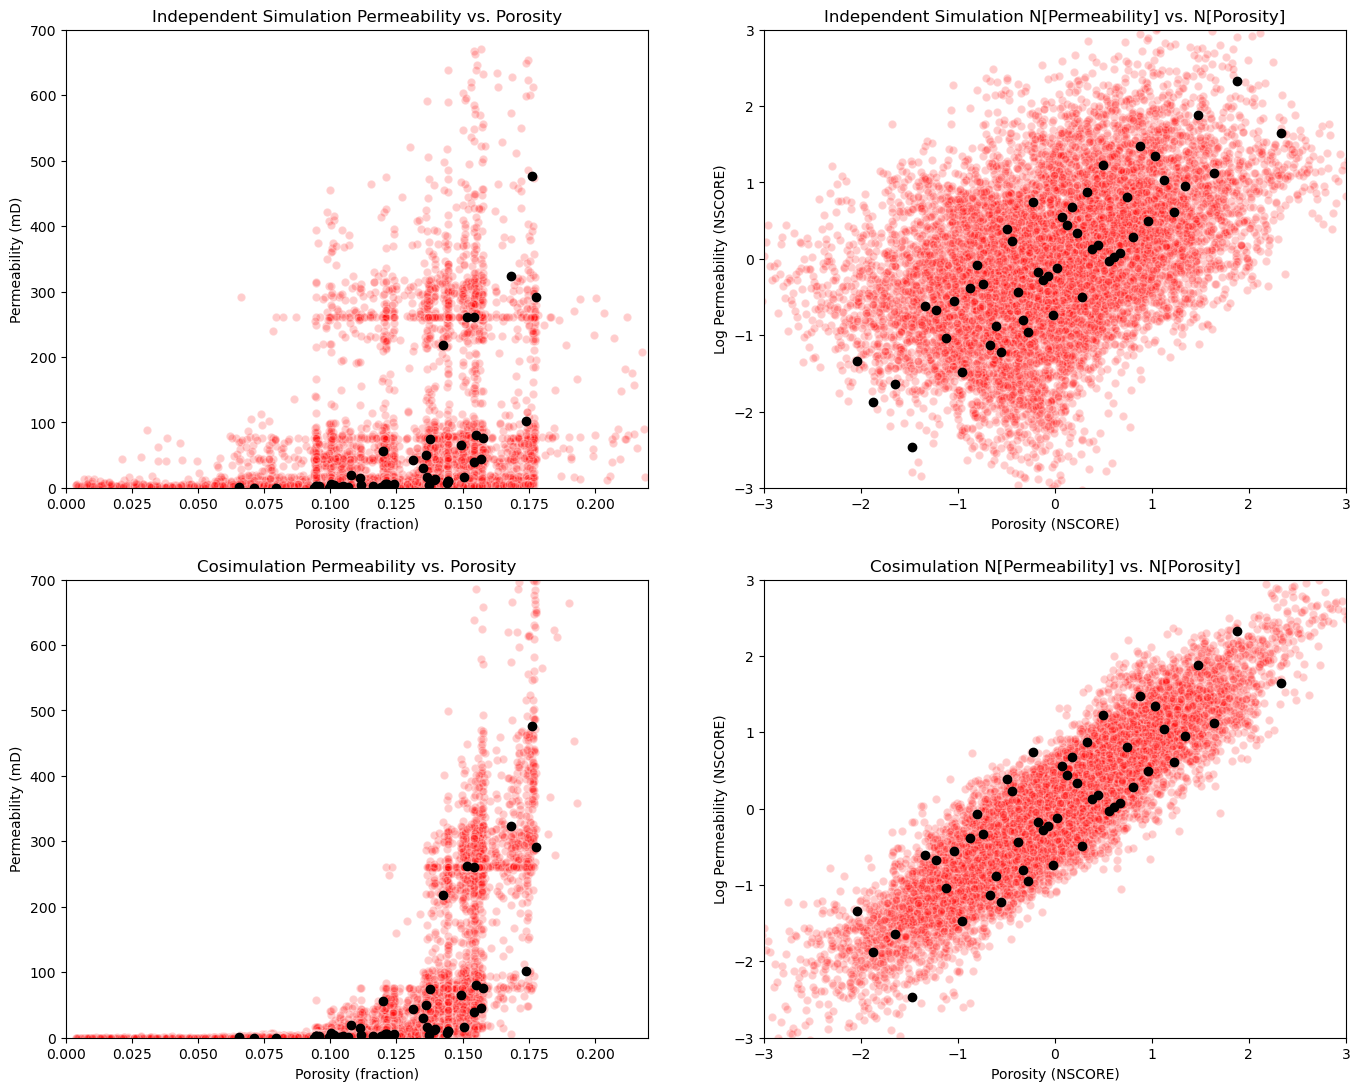 Independent Simulation Permeability vs. Porosity
700
600
500
400
300
200
100
0
Permeability (mD)
0.000 0.025 0.050 0.075 0.100 0.125 0.150 0.175 0.200
Porosity (fraction)
Independent Simulation N[Permeability] vs. N[Porosity]
3
2
1
0
−1
−2
−3
Log Permeability (NSCORE)
−3 −2 −1 0 1 2 3
Porosity (NSCORE)
Cosimulation Permeability vs. Porosity
700
600
500
400
300
200
100
0
Permeability (mD)
0.000 0.025 0.050 0.075 0.100 0.125 0.150 0.175 0.200
Porosity (fraction)
Cosimulation N[Permeability] vs. N[Porosity]
3
2
1
0
−1
−2
−3
Log Permeability (NSCORE)
−3 −2 −1 0 1 2 3
Porosity (NSCORE)